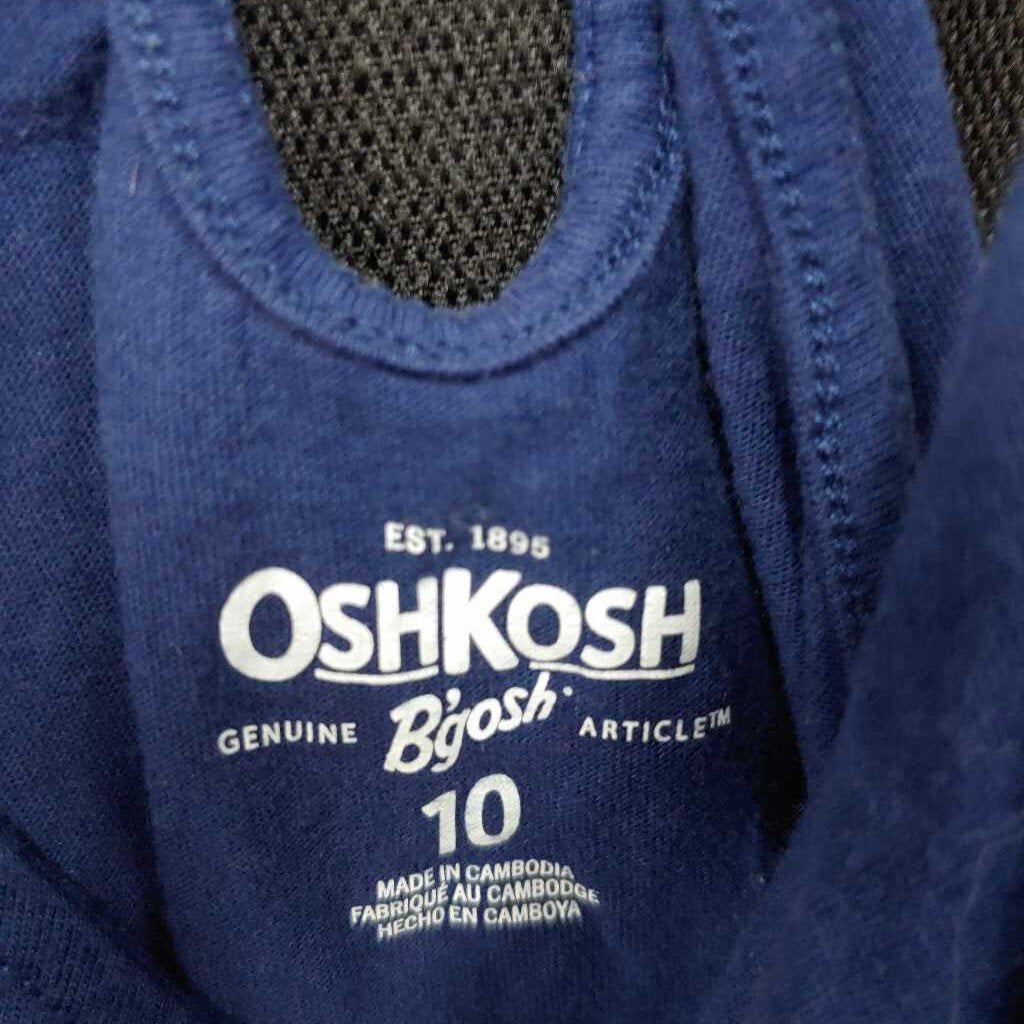 EST. 1895
OSHKOSH
GENUINE B'gosh ARTICLE™
10
MADE IN CAMBODIA
FABRIQUÉ AU CAMBODGE
HECHO EN CAMBOYA